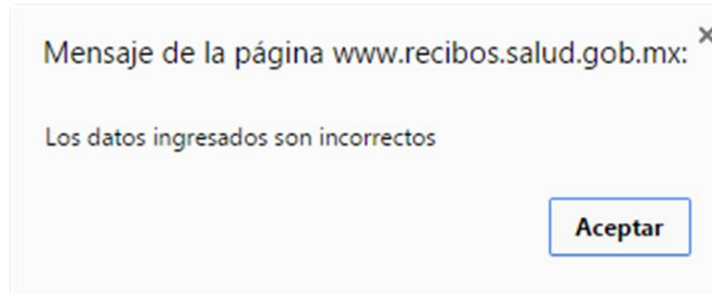 Mensaje de la página www.recibos.salud.gob.mx:
Los datos ingresados son incorrectos
Aceptar